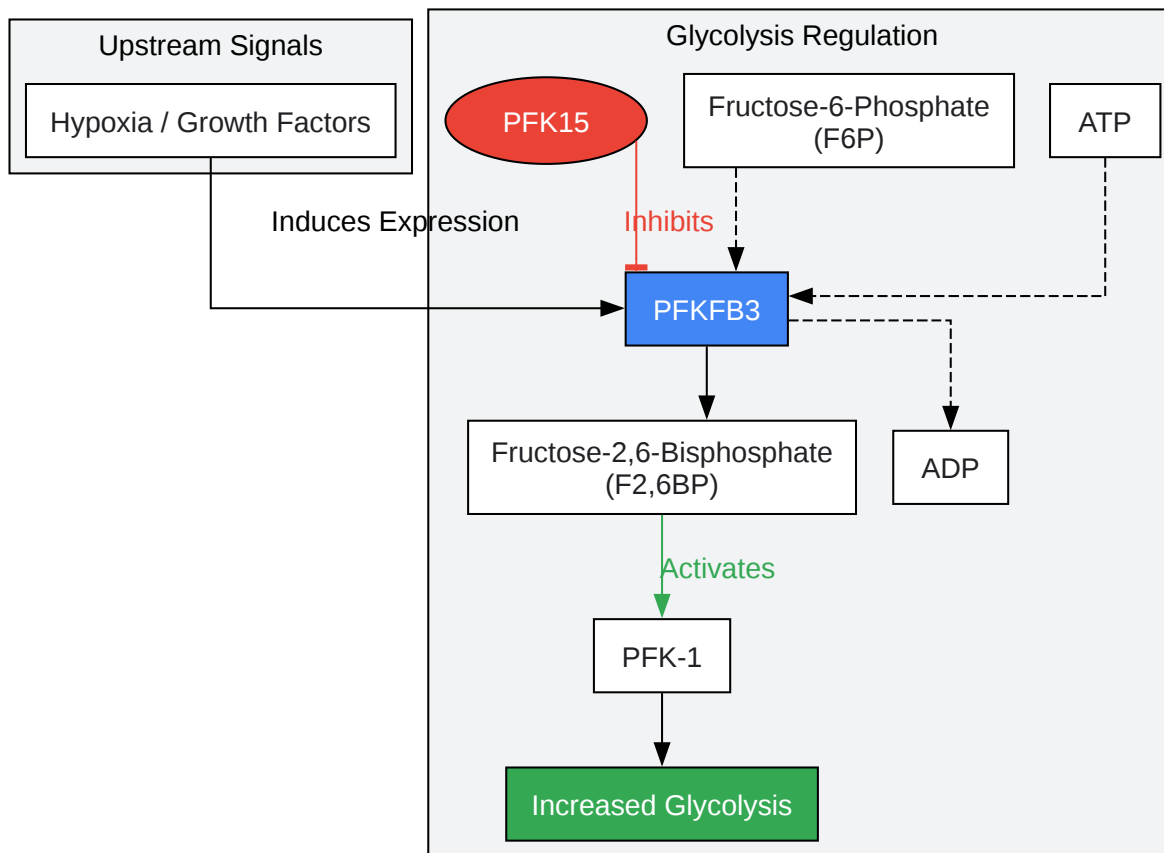 Upstream Signals
Glycolysis Regulation
Hypoxia / Growth Factors
PFK15
Fructose-6-Phosphate
(F6P)
ATP
Induces Expression
Inhibits
PFKFB3
Fructose-2,6-Bisphosphate
(F2,6BP)
ADP
Activates
PFK-1
Increased Glycolysis